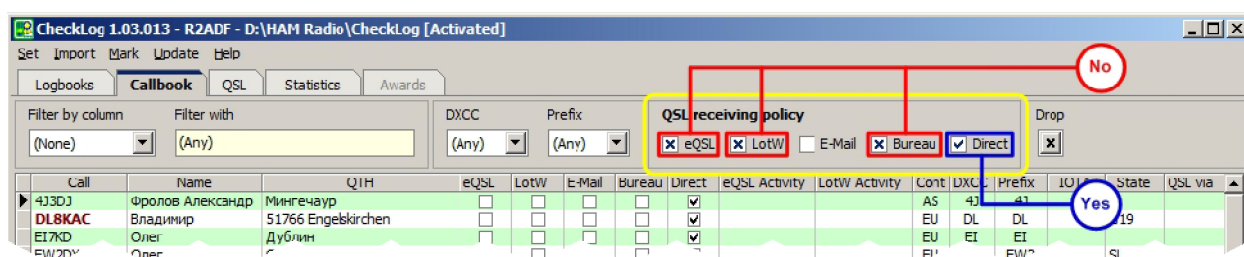 CheckLog 1.03.013 - R2ADF - D:\HAM Radio\CheckLog [Activated]
Set Import Mark Update Help
No
Logbooks Callbook QSL Statistics Awards
Filter by column Filter with DXCC Prefix QSL receiving policy Drop
(None) (Any) (Any) (Any) eQSL LotW E-Mail Bureau Direct
Call Name QTH eQSL LotW E-Mail Bureau Direct eQSL Activity LotW Activity Cont DXCC Prefix IOTA State QSL via
4J3DJ Фролов Александр Мингечаур AS 4J 4J
Yes
DL8KAC Владимир 51766 Engelskirchen EU DL DL
EI7KD Олег Дублин EU EI EI